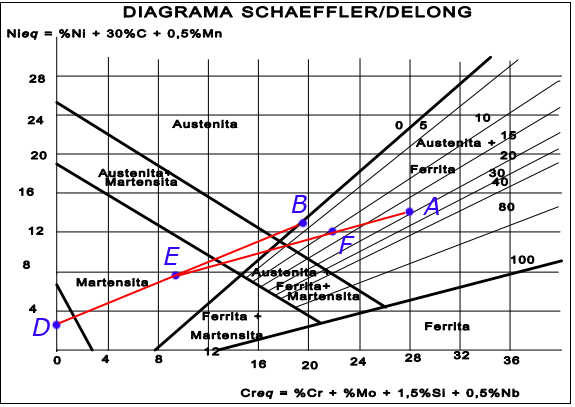 DIAGRAMA SCHAEFFLER/DELONG
Nieq = %Ni + 30%C + 0,5%Mn
28
24
20
16
12
8
4
0 5 10 15 20 30 40 80 100
Austenita
Austenita +
Ferrita
Austenita+
Martensita
B
A
F
E
D
Martensita
Austenita +
Ferrita+
Martensita
Ferrita +
Martensita
Ferrita
0 4 8 12 16 20 24 28 32 36
Creq = %Cr + %Mo + 1,5%Si + 0,5%Nb